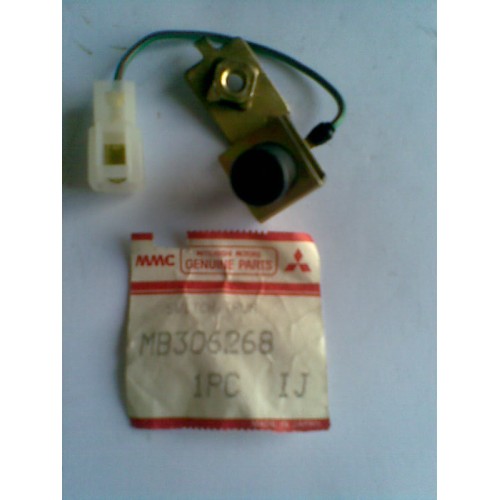 MMC
MITSUBISHI MOTORS
GENUINE PARTS
MB306268
1PC IJ